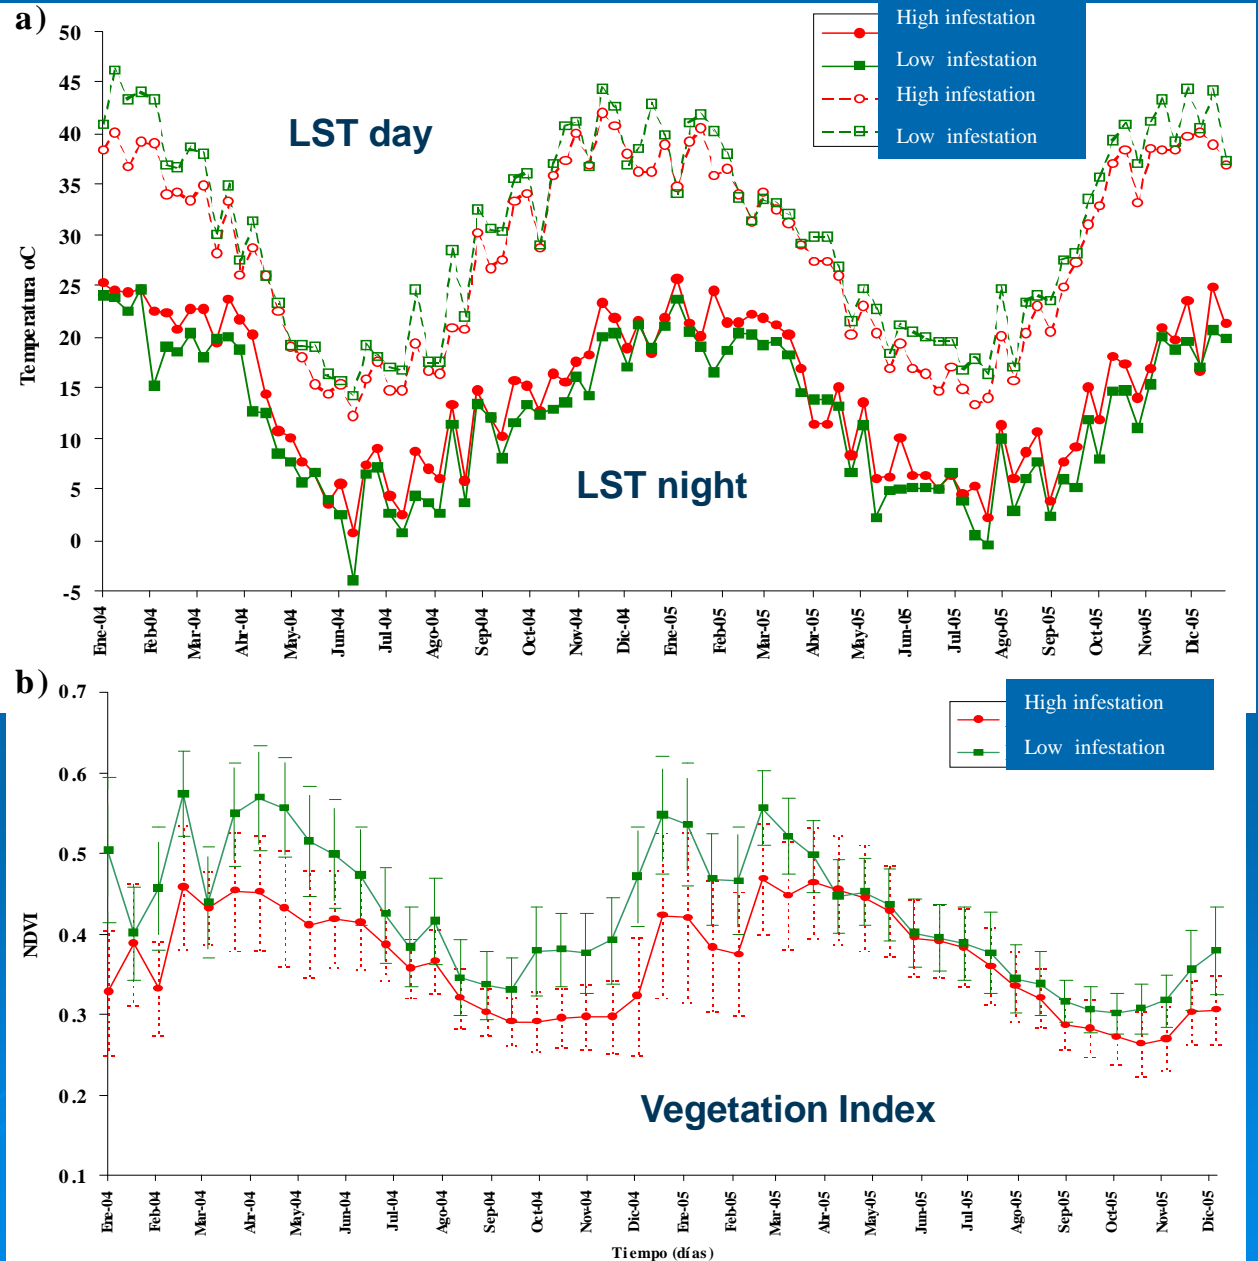 a)
50
45
40
35
30
25
20
15
10
5
0
-5
Temperatura oC
High infestation
Low infestation
High infestation
Low infestation
LST day
LST night
Ene-04
Feb-04
Mar-04
Abr-04
May-04
Jun-04
Jul-04
Ago-04
Sep-04
Oct-04
Nov-04
Dic-04
Ene-05
Feb-05
Mar-05
Abr-05
May-05
Jun-05
Jul-05
Ago-05
Sep-05
Oct-05
Nov-05
Dic-05
b)
0.7
0.6
0.5
0.4
0.3
0.2
0.1
NDVI
High infestation
Low infestation
Vegetation Index
Ene-04
Feb-04
Mar-04
Abr-04
May-04
Jun-04
Jul-04
Ago-04
Sep-04
Oct-04
Nov-04
Dic-04
Ene-05
Feb-05
Mar-05
Abr-05
May-05
Jun-05
Jul-05
Ago-05
Sep-05
Oct-05
Nov-05
Dic-05
Tiempo (días)